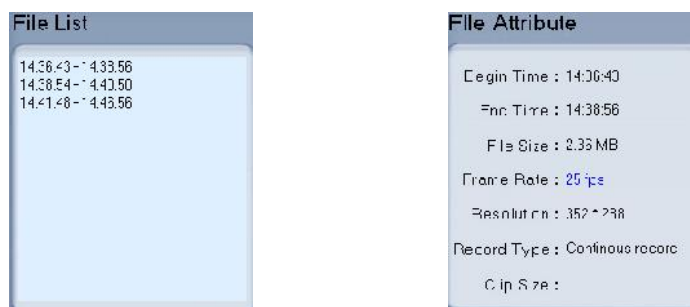 File List
14:36:43-14:38:56
14:38:54-14:40:50
14:41:48-14:46:56
File Attribute
Begin Time : 14:36:43
End Time : 14:38:56
File Size : 2.36 MB
Frame Rate : 25 fps
Resolution : 352*288
Record Type : Continous record
Clip Size :